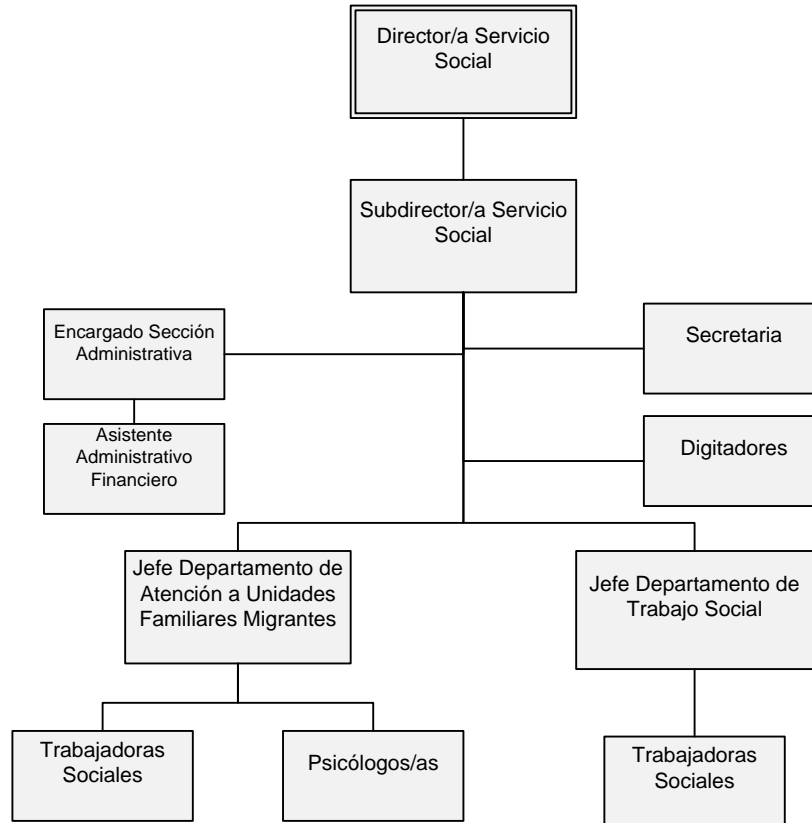 Director/a Servicio
Social
Subdirector/a Servicio
Social
Encargado Sección
Administrativa
Secretaria
Asistente
Administrativo
Financiero
Digitadores
Jefe Departamento de
Atención a Unidades
Familiares Migrantes
Jefe Departamento de
Trabajo Social
Trabajadoras
Sociales
Psicólogos/as
Trabajadoras
Sociales